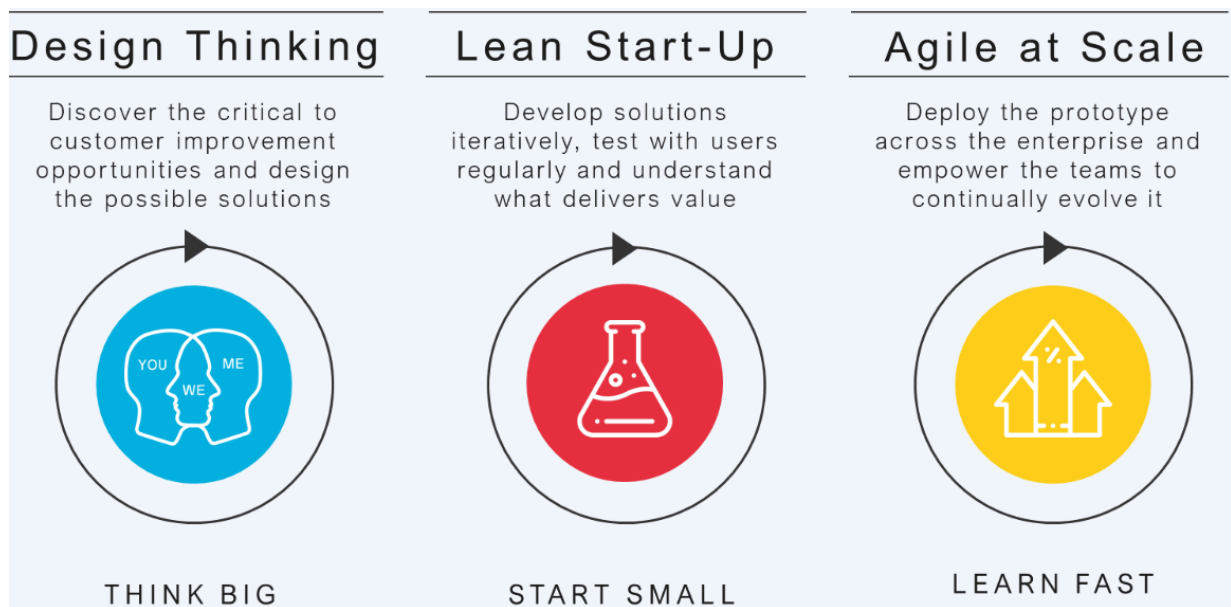 Design Thinking
Discover the critical to
customer improvement
opportunities and design
the possible solutions
YOU
ME
WE
THINK BIG
Lean Start-Up
Develop solutions
iteratively, test with users
regularly and understand
what delivers value
START SMALL
Agile at Scale
Deploy the prototype
across the enterprise and
empower the teams to
continually evolve it
%
LEARN FAST